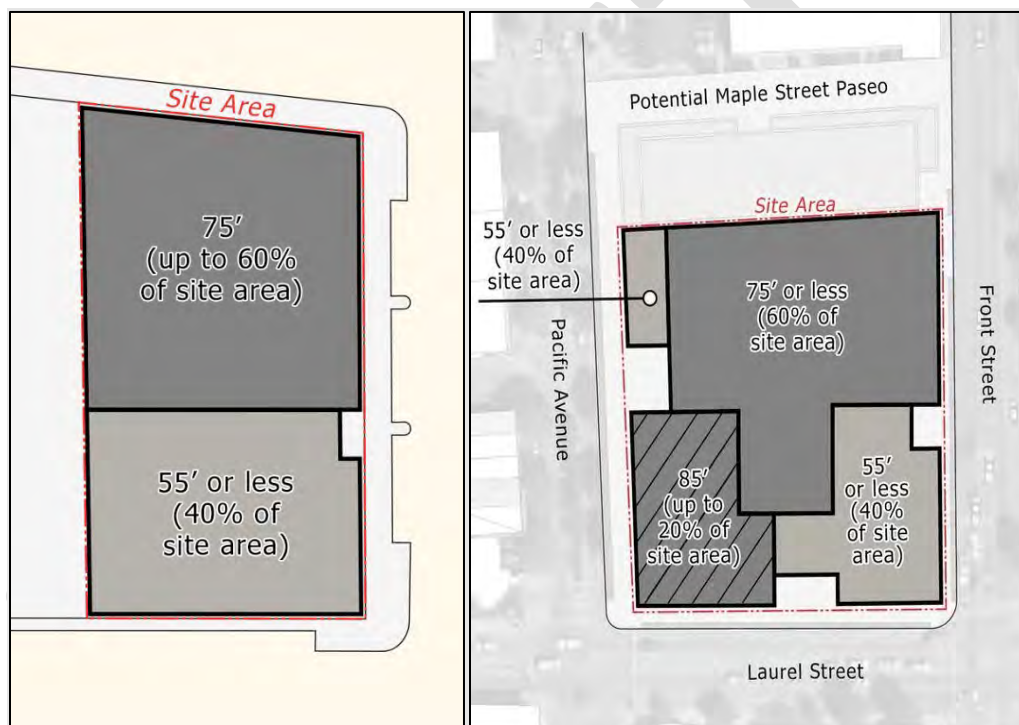 Site Area
75′
(up to 60%
of site area)
55′ or less
(40% of
site area)
Potential Maple Street Paseo
Site Area
55′ or less
(40% of
site area)
75′ or less
(60% of
site area)
Pacific Avenue
Front Street
85′
(up to
20% of
site area)
55′
or less
(40%
of site
area)
Laurel Street